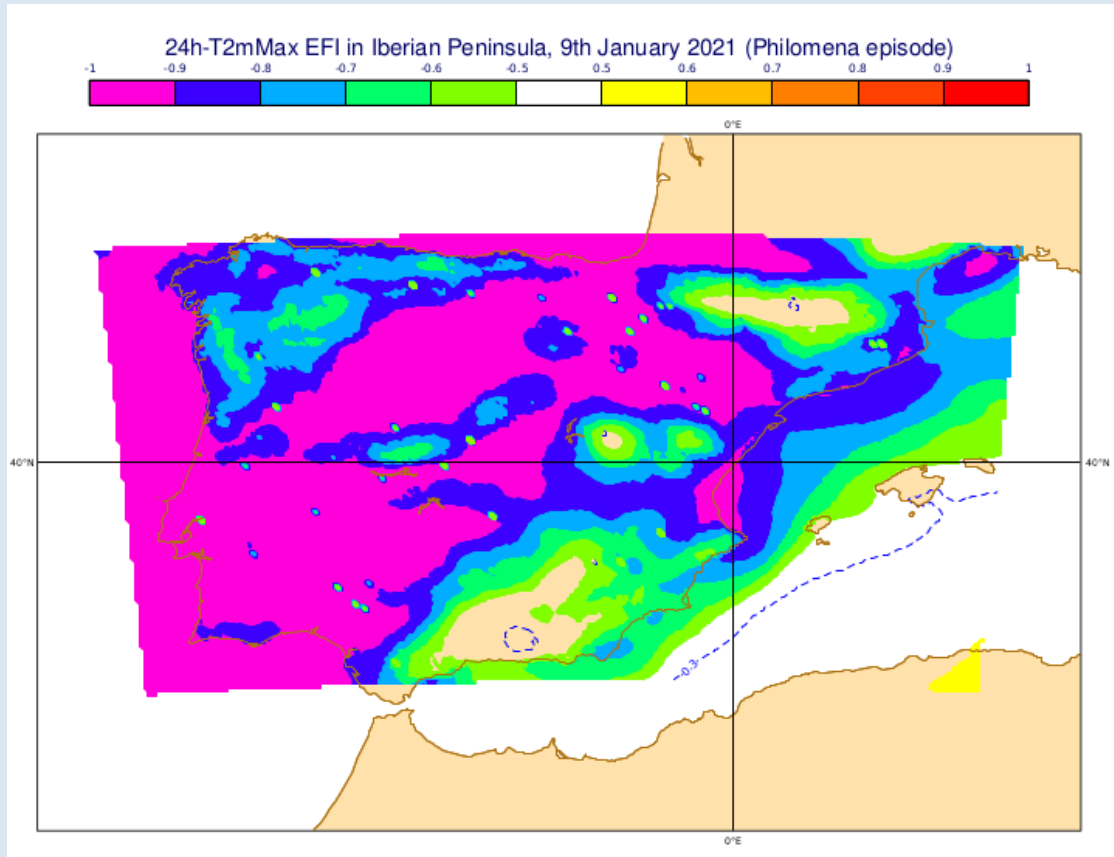 24h-T2mMax EFI in Iberian Peninsula, 9th January 2021 (Philomena episode)
-1 -0.9 -0.8 -0.7 -0.6 -0.5 0.5 0.6 0.7 0.8 0.9 1
0°E
40°N 40°N
-0.3
0°E